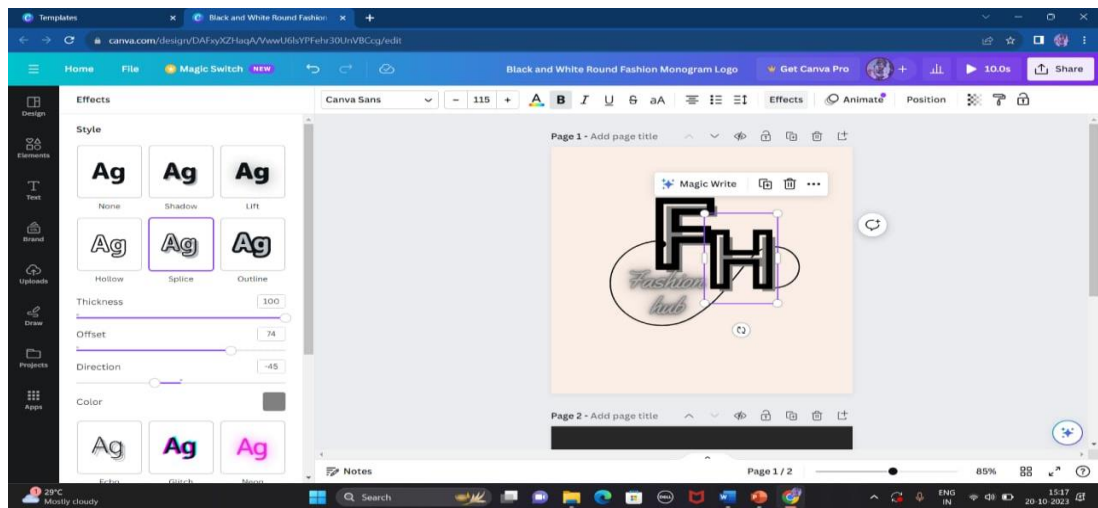 Templates
Black and White Round Fashion
canva.com/design/DAFxyXZHaqA/VwwU6lsYPFehr30UnVBCcg/edit
Home File Magic Switch NEW Black and White Round Fashion Monogram Logo Get Canva Pro + 10.0s Share
Design
Elements
Text
Brand
Uploads
Draw
Projects
Apps
Effects
Style
Ag Ag Ag
None Shadow Lift
Ag Ag Ag
Hollow Splice Outline
Thickness 100
Offset 74
Direction -45
Color
Ag Ag Ag
Echo Glitch Neon
Canva Sans - 115 + A B I U S aA Effects Animate Position
Page 1 - Add page title
Magic Write
F H
Fashion
hub
Page 2 - Add page title
Notes Page 1 / 2 85%
29°C
Mostly cloudy
Search
ENG
IN
15:17
20-10-2023